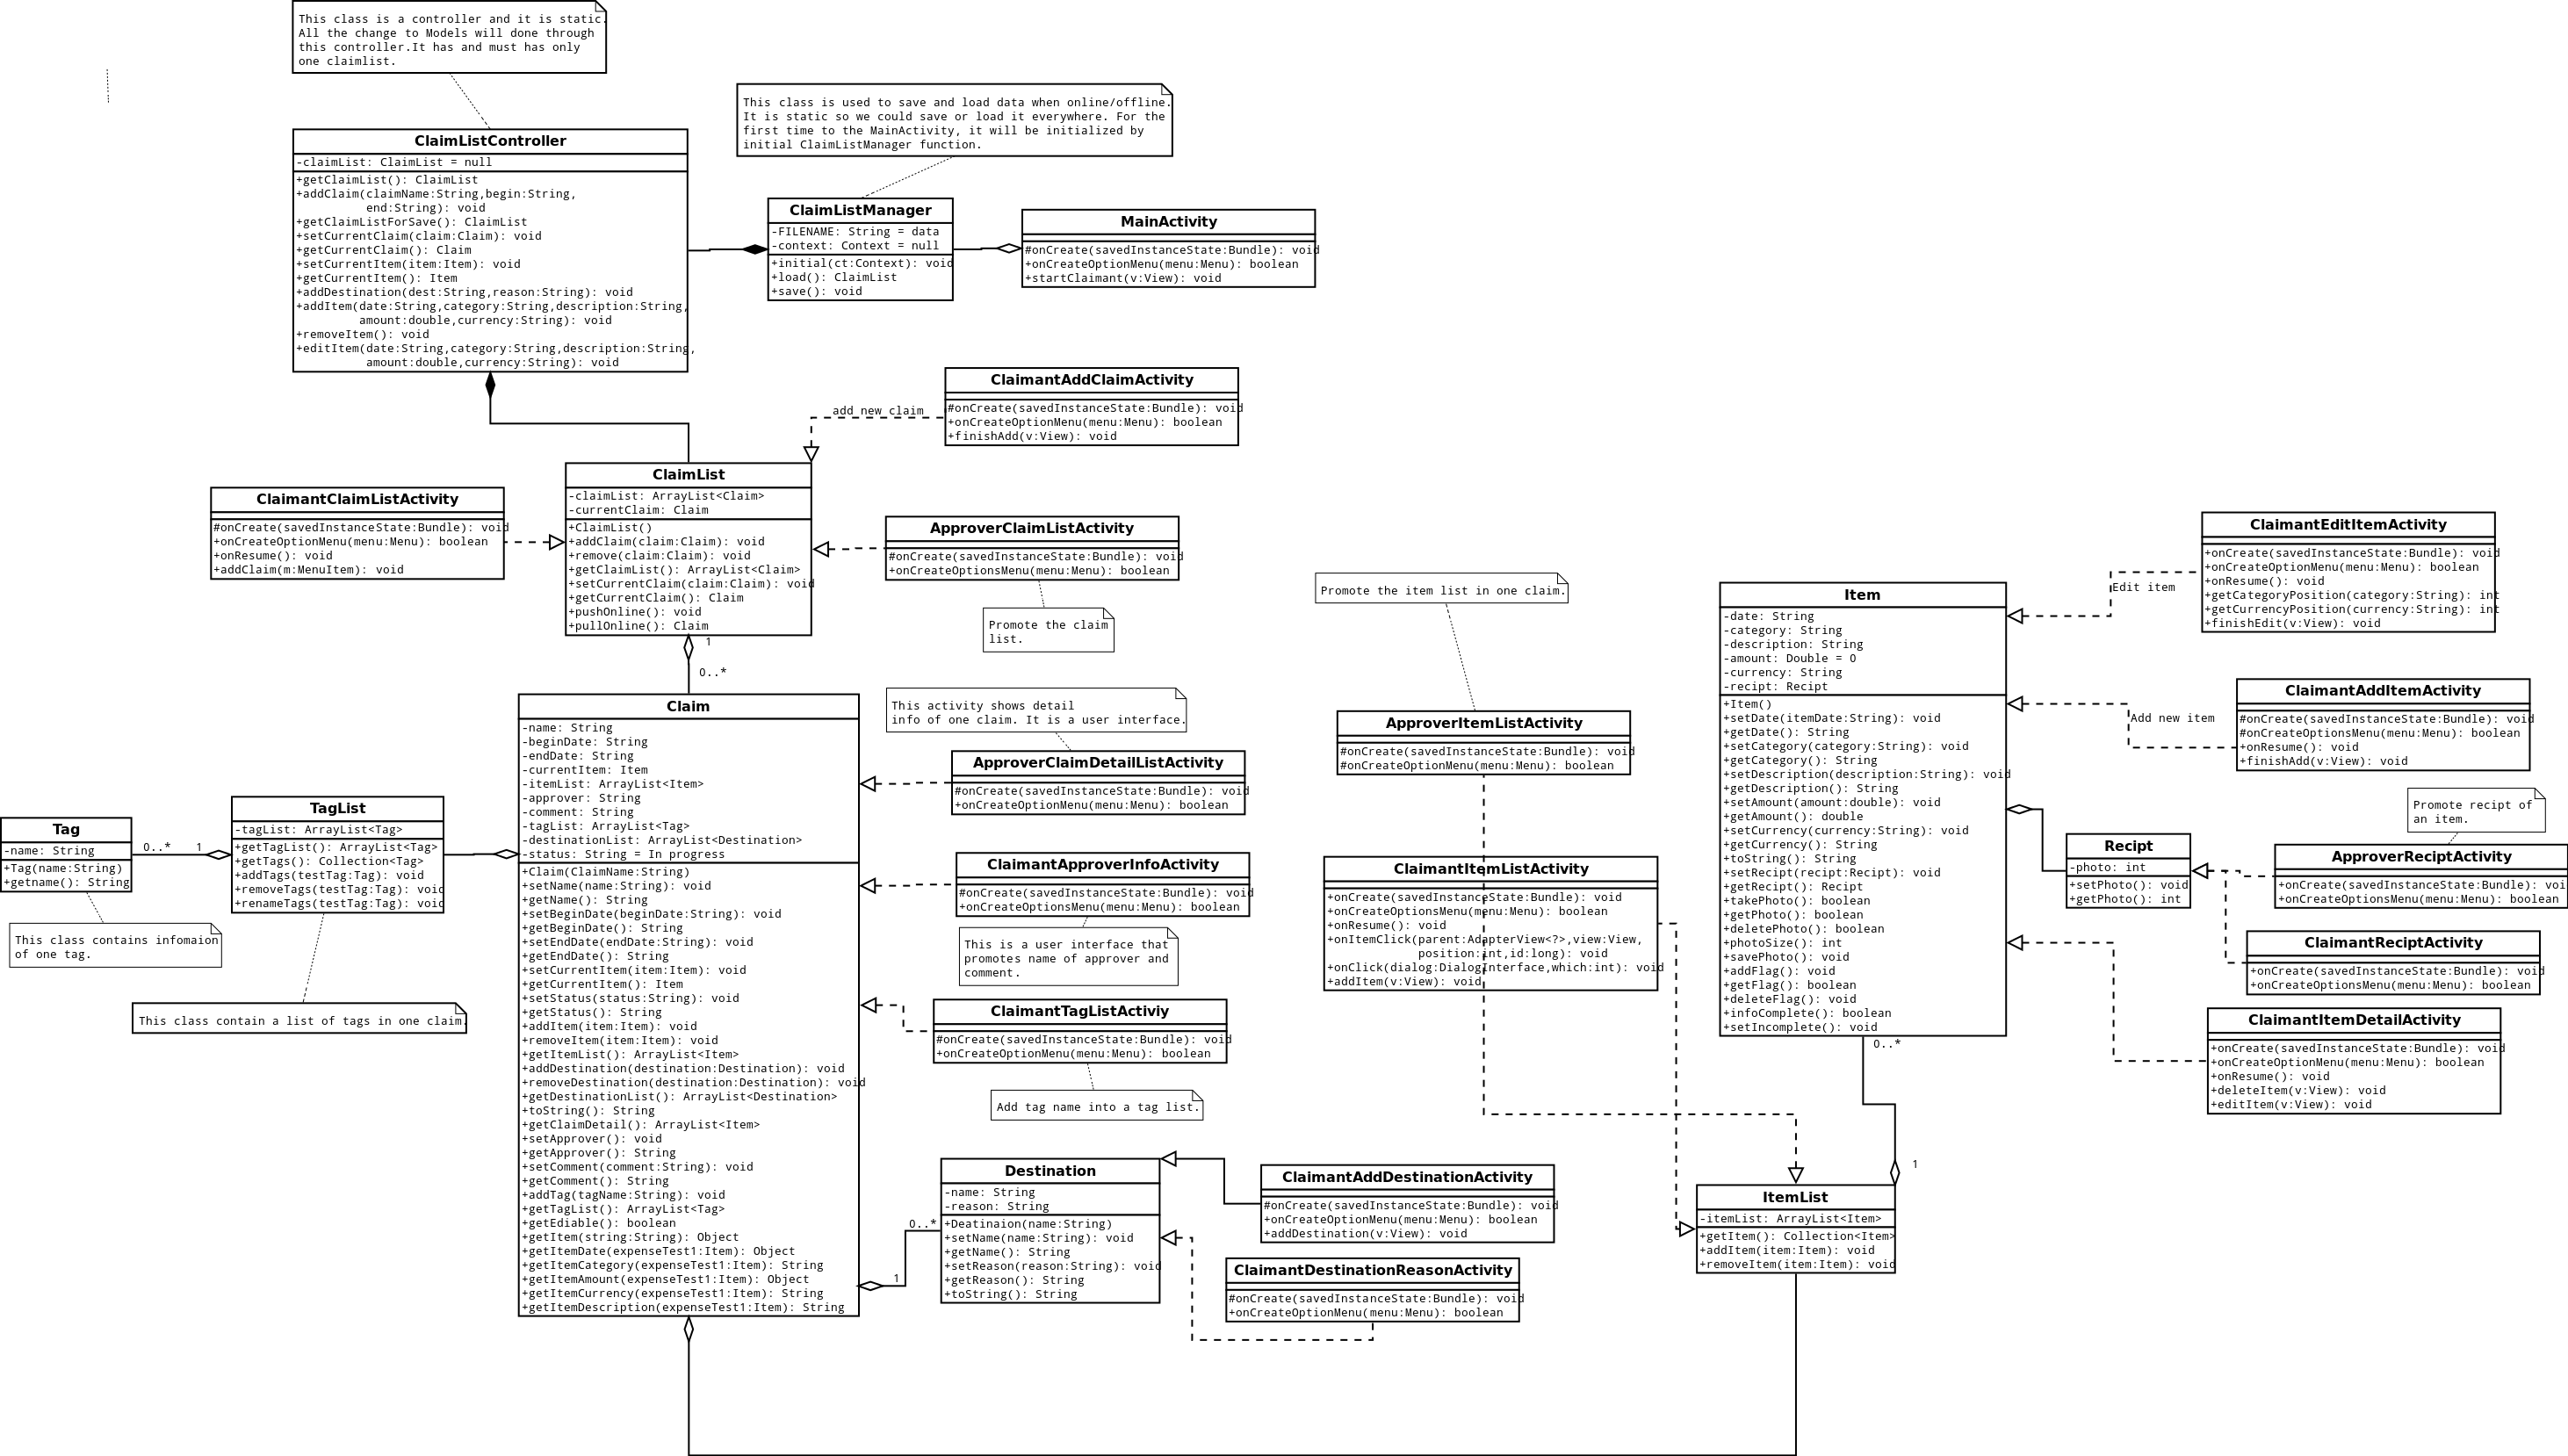 This class is a controller and it is static.
All the change to Models will done through
this controller.It has and must has only
one claimlist.
This class is used to save and load data when online/offline.
It is static so we could save or load it everywhere. For the
first time to the MainActivity, it will be initialized by
initial ClaimListManager function.
ClaimListController
-claimList: ClaimList = null
+getClaimList(): ClaimList
+addClaim(claimName:String,begin:String,
end:String): void
+getClaimListForSave(): ClaimList
+setCurrentClaim(claim:Claim): void
+getCurrentClaim(): Claim
+setCurrentItem(item:Item): void
+getCurrentItem(): Item
+addDestination(dest:String,reason:String): void
+addItem(date:String,category:String,description:String,
amount:double,currency:String): void
+removeItem(): void
+editItem(date:String,category:String,description:String,
amount:double,currency:String): void
ClaimListManager
-FILENAME: String = data
-context: Context = null
+initial(ct:Context): void
+load(): ClaimList
+save(): void
MainActivity
#onCreate(savedInstanceState:Bundle): void
+onCreateOptionMenu(menu:Menu): boolean
+startClaimant(v:View): void
ClaimantAddClaimActivity
#onCreate(savedInstanceState:Bundle): void
+onCreateOptionMenu(menu:Menu): boolean
+finishAdd(v:View): void
add new claim
ClaimList
-claimList: ArrayList<Claim>
-currentClaim: Claim
+ClaimList()
+addClaim(claim:Claim): void
+remove(claim:Claim): void
+getClaimList(): ArrayList<Claim>
+setCurrentClaim(claim:Claim): void
+getCurrentClaim(): Claim
+pushOnline(): void
+pullOnline(): Claim
1
0..*
ClaimantClaimListActivity
#onCreate(savedInstanceState:Bundle): void
+onCreateOptionMenu(menu:Menu): boolean
+onResume(): void
+addClaim(m:MenuItem): void
ApproverClaimListActivity
#onCreate(savedInstanceState:Bundle): void
+onCreateOptionsMenu(menu:Menu): boolean
Promote the claim
list.
Claim
-name: String
-beginDate: String
-endDate: String
-currentItem: Item
-itemList: ArrayList<Item>
-approver: String
-comment: String
-tagList: ArrayList<Tag>
-destinationList: ArrayList<Destination>
-status: String = In progress
+Claim(ClaimName:String)
+setName(name:String): void
+getName(): String
+setBeginDate(beginDate:String): void
+getBeginDate(): String
+setEndDate(endDate:String): void
+getEndDate(): String
+setCurrentItem(item:Item): void
+getCurrentItem(): Item
+setStatus(status:String): void
+getStatus(): String
+addItem(item:Item): void
+removeItem(item:Item): void
+getItemList(): ArrayList<Item>
+addDestination(destination:Destination): void
+removeDestination(destination:Destination): void
+getDestinationList(): ArrayList<Destination>
+toString(): String
+getClaimDetail(): ArrayList<Item>
+setApprover(): void
+getApprover(): String
+setComment(comment:String): void
+getComment(): String
+addTag(tagName:String): void
+getTagList(): ArrayList<Tag>
+getEdiable(): boolean
+getItem(string:String): Object
+getItemDate(expenseTest1:Item): Object
+getItemCategory(expenseTest1:Item): String
+getItemAmount(expenseTest1:Item): Object
+getItemCurrency(expenseTest1:Item): String
+getItemDescription(expenseTest1:Item): String
Tag
-name: String
+Tag(name:String)
+getname(): String
0..*
1
This class contains infomaion
of one tag.
TagList
-tagList: ArrayList<Tag>
+getTagList(): ArrayList<Tag>
+getTags(): Collection<Tag>
+addTags(testTag:Tag): void
+removeTags(testTag:Tag): void
+renameTags(testTag:Tag): void
This class contain a list of tags in one claim.
This activity shows detail
info of one claim. It is a user interface.
ApproverClaimDetailListActivity
#onCreate(savedInstanceState:Bundle): void
+onCreateOptionMenu(menu:Menu): boolean
ClaimantApproverInfoActivity
#onCreate(savedInstanceState:Bundle): void
+onCreateOptionsMenu(menu:Menu): boolean
This is a user interface that
promotes name of approver and
comment.
ClaimantTagListActiviy
#onCreate(savedInstanceState:Bundle): void
+onCreateOptionMenu(menu:Menu): boolean
Add tag name into a tag list.
Destination
-name: String
-reason: String
+Deatinaion(name:String)
+setName(name:String): void
+getName(): String
+setReason(reason:String): void
+getReason(): String
+toString(): String
0..*
1
ClaimantAddDestinationActivity
#onCreate(savedInstanceState:Bundle): void
+onCreateOptionMenu(menu:Menu): boolean
+addDestination(v:View): void
ClaimantDestinationReasonActivity
#onCreate(savedInstanceState:Bundle): void
+onCreateOptionMenu(menu:Menu): boolean
Promote the item list in one claim.
ApproverItemListActivity
#onCreate(savedInstanceState:Bundle): void
#onCreateOptionMenu(menu:Menu): boolean
ClaimantItemListActivity
+onCreate(savedInstanceState:Bundle): void
+onCreateOptionsMenu(menu:Menu): boolean
+onResume(): void
+onItemClick(parent:AdapterView<?>,view:View,
position:int,id:long): void
+onClick(dialog:DialogInterface,which:int): void
+addItem(v:View): void
Item
-date: String
-category: String
-description: String
-amount: Double = 0
-currency: String
-recipt: Recipt
+Item()
+setDate(itemDate:String): void
+getDate(): String
+setCategory(category:String): void
+getCategory(): String
+setDescription(description:String): void
+getDescription(): String
+setAmount(amount:double): void
+getAmount(): double
+setCurrency(currency:String): void
+getCurrency(): String
+toString(): String
+setRecipt(recipt:Recipt): void
+getRecipt(): Recipt
+takePhoto(): boolean
+getPhoto(): boolean
+deletePhoto(): boolean
+photoSize(): int
+savePhoto(): void
+addFlag(): void
+getFlag(): boolean
+deleteFlag(): void
+infoComplete(): boolean
+setIncomplete(): void
0..*
1
ItemList
-itemList: ArrayList<Item>
+getItem(): Collection<Item>
+addItem(item:Item): void
+removeItem(item:Item): void
ClaimantEditItemActivity
+onCreate(savedInstanceState:Bundle): void
+onCreateOptionMenu(menu:Menu): boolean
+onResume(): void
+getCategoryPosition(category:String): int
+getCurrencyPosition(currency:String): int
+finishEdit(v:View): void
Edit item
ClaimantAddItemActivity
#onCreate(savedInstanceState:Bundle): void
#onCreateOptionsMenu(menu:Menu): boolean
+onResume(): void
+finishAdd(v:View): void
Add new item
Promote recipt of
an item.
Recipt
-photo: int
+setPhoto(): void
+getPhoto(): int
ApproverReciptActivity
+onCreate(savedInstanceState:Bundle): void
+onCreateOptionsMenu(menu:Menu): boolean
ClaimantReciptActivity
+onCreate(savedInstanceState:Bundle): void
+onCreateOptionsMenu(menu:Menu): boolean
ClaimantItemDetailActivity
+onCreate(savedInstanceState:Bundle): void
+onCreateOptionMenu(menu:Menu): boolean
+onResume(): void
+deleteItem(v:View): void
+editItem(v:View): void